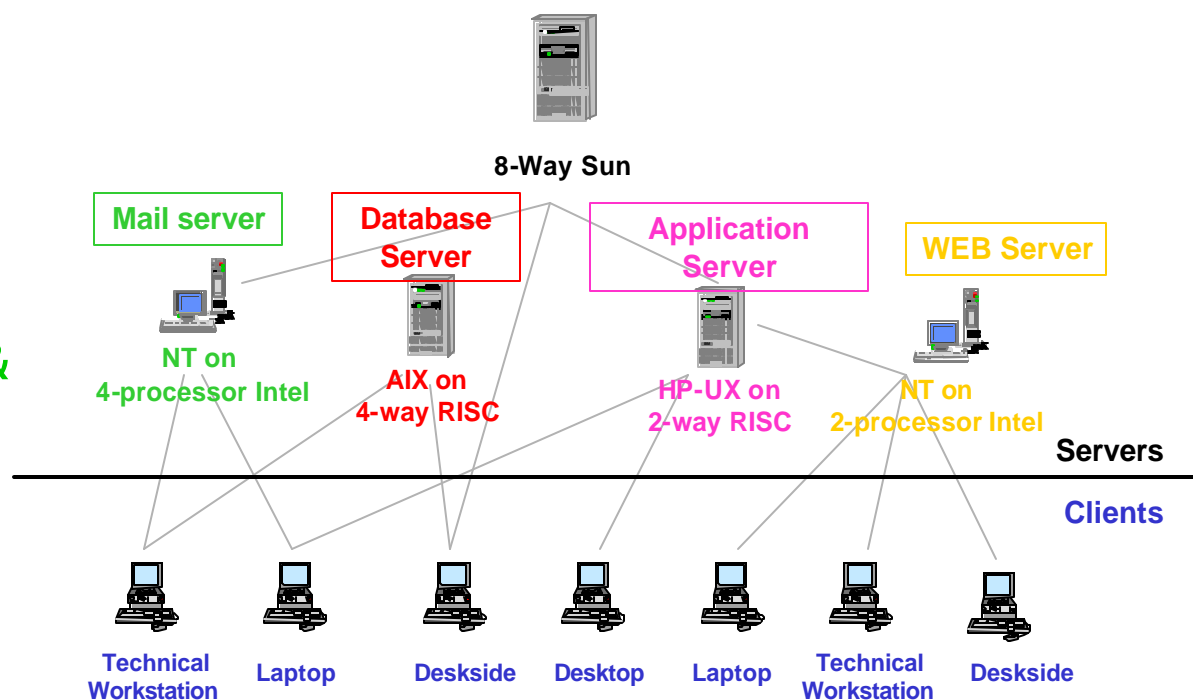 8-Way Sun
Mail server
Database
Server
Application
Server
WEB Server
&
NT on
4-processor Intel
AIX on
4-way RISC
HP-UX on
2-way RISC
NT on
2-processor Intel
Servers
Clients
Technical
Workstation
Laptop
Deskside
Desktop
Laptop
Technical
Workstation
Deskside